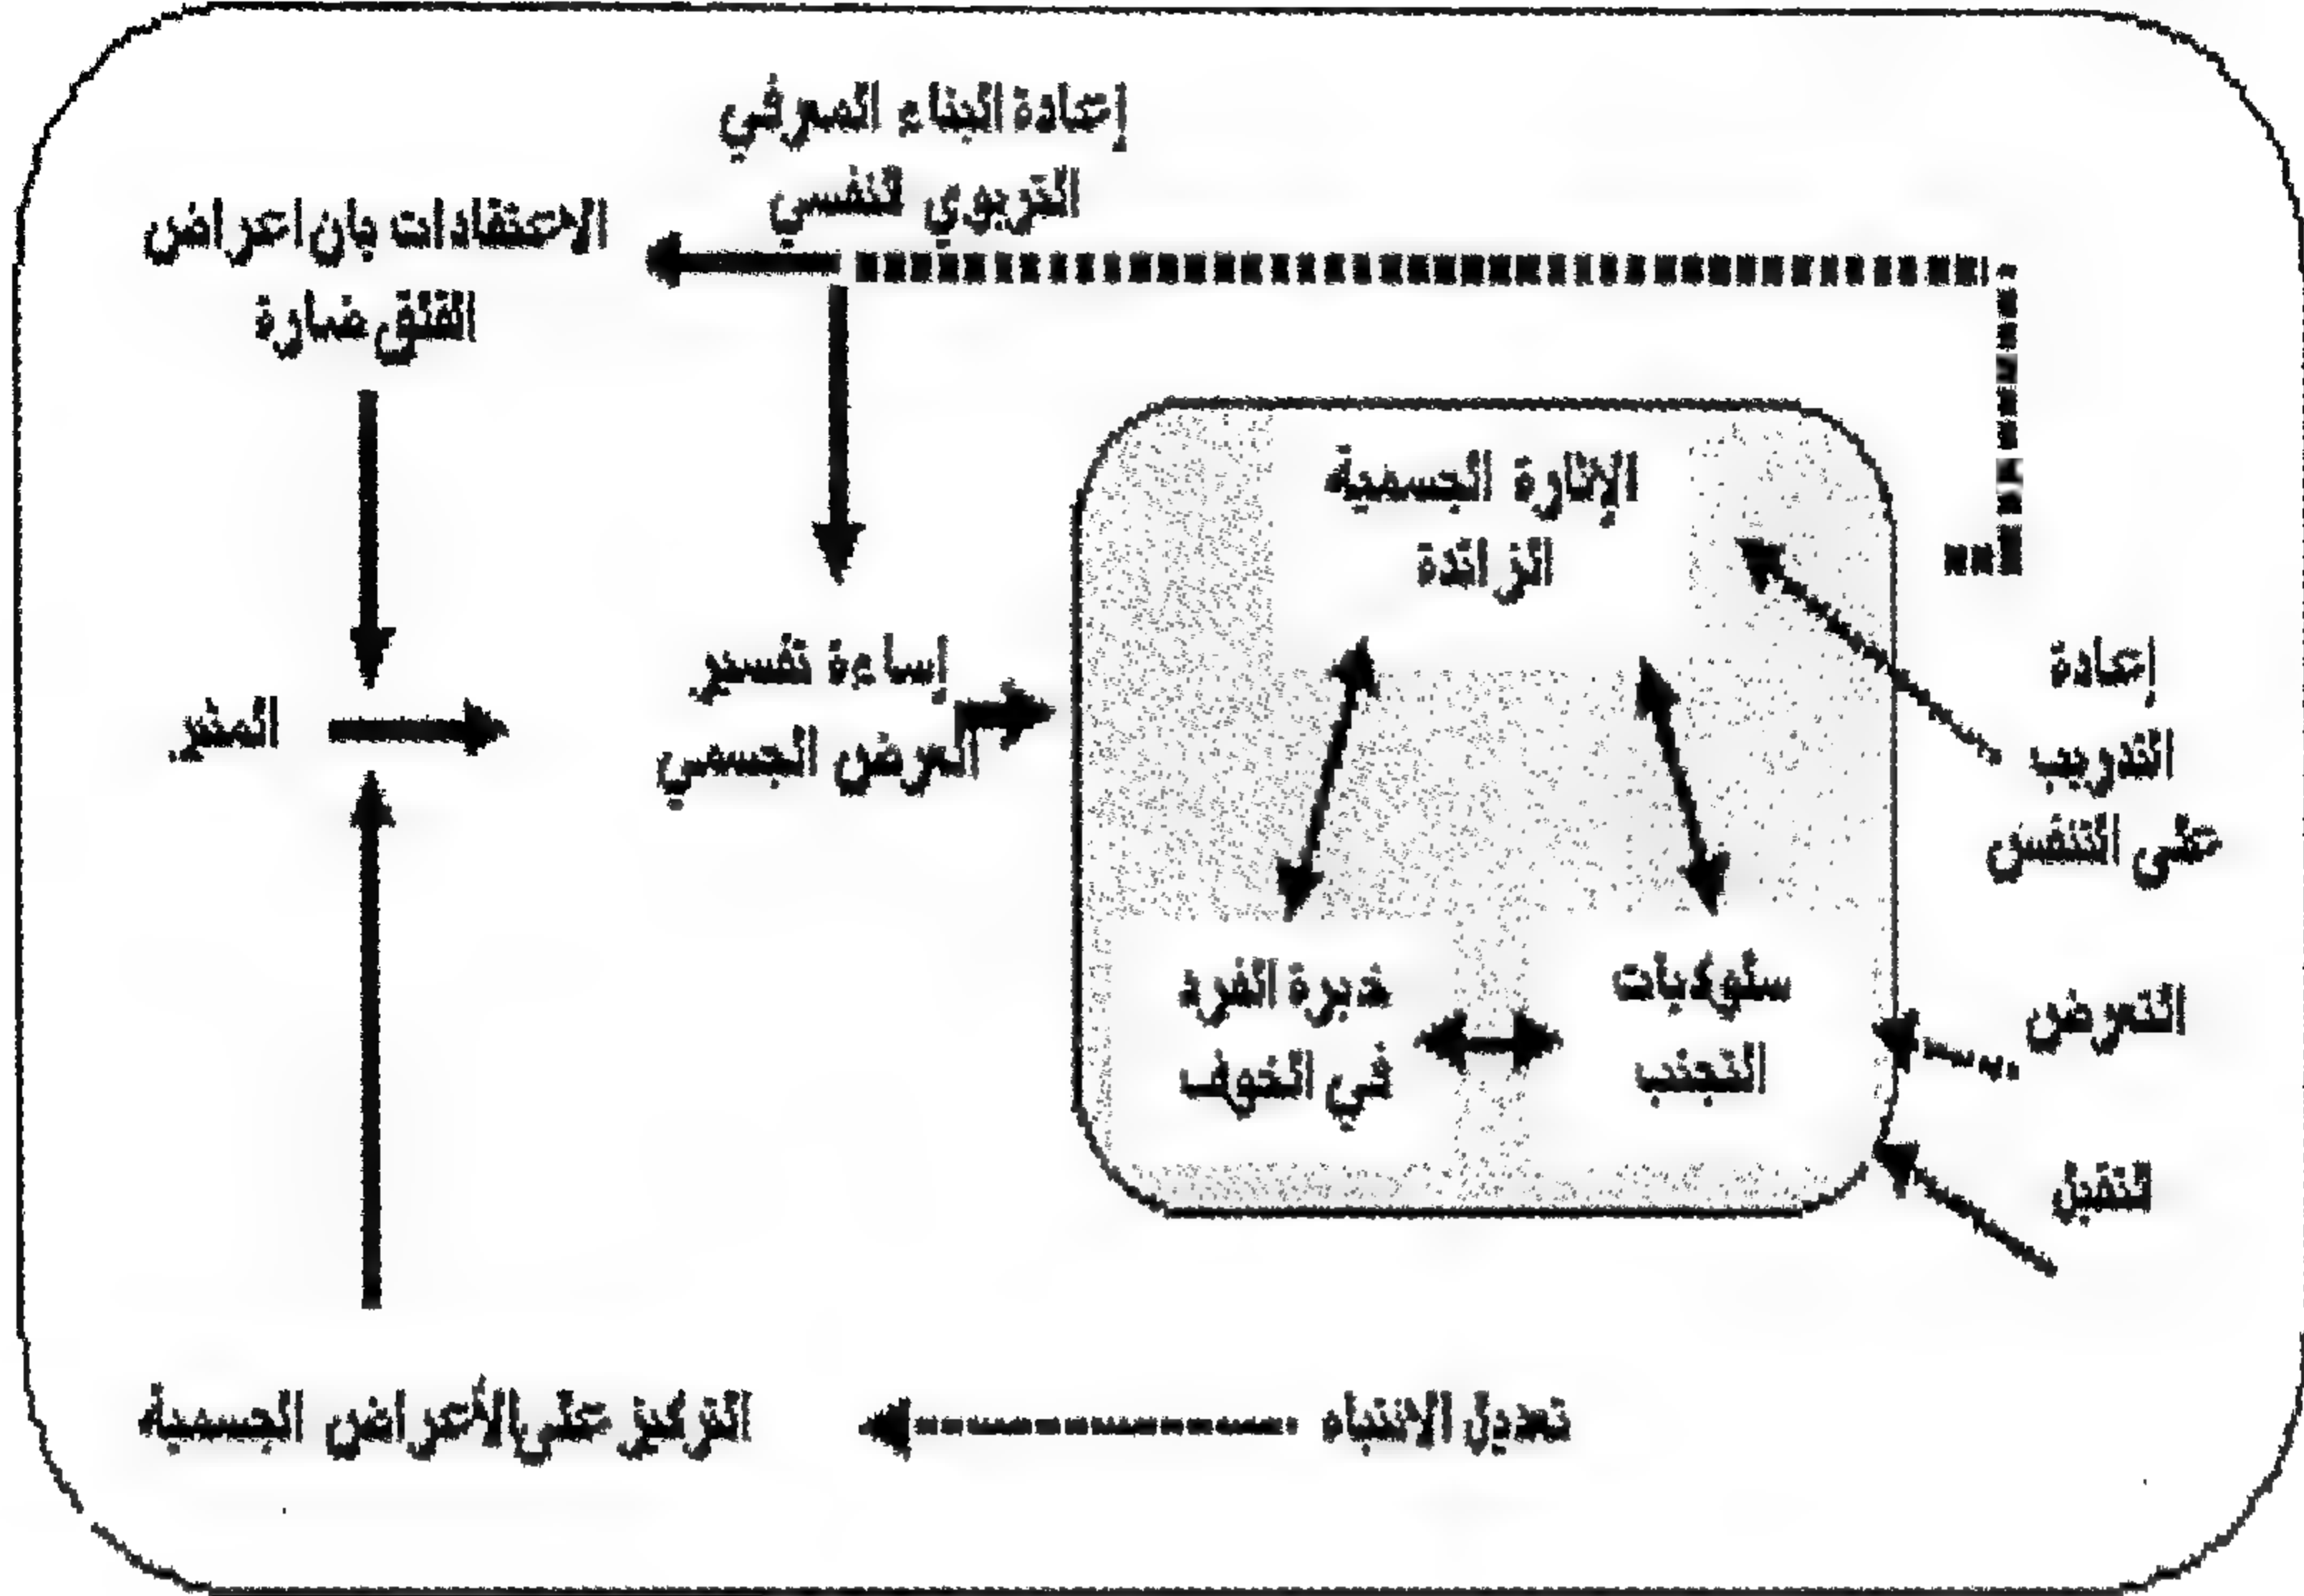 إعادة البناء المعرفي
التربوي النفسي
الاعتقادات بان اعراض
القلق ضارة
الإثارة الجسمية
الزائدة
إعادة
التدريب
على التنفس
إساءة تفسير
العرض الجسمي
المثير
خبرة الفرد
في الخوف
سلوكيات
التجنب
التعرض
التقبل
تعديل الانتباه
التركيز على الأعراض الجسمية